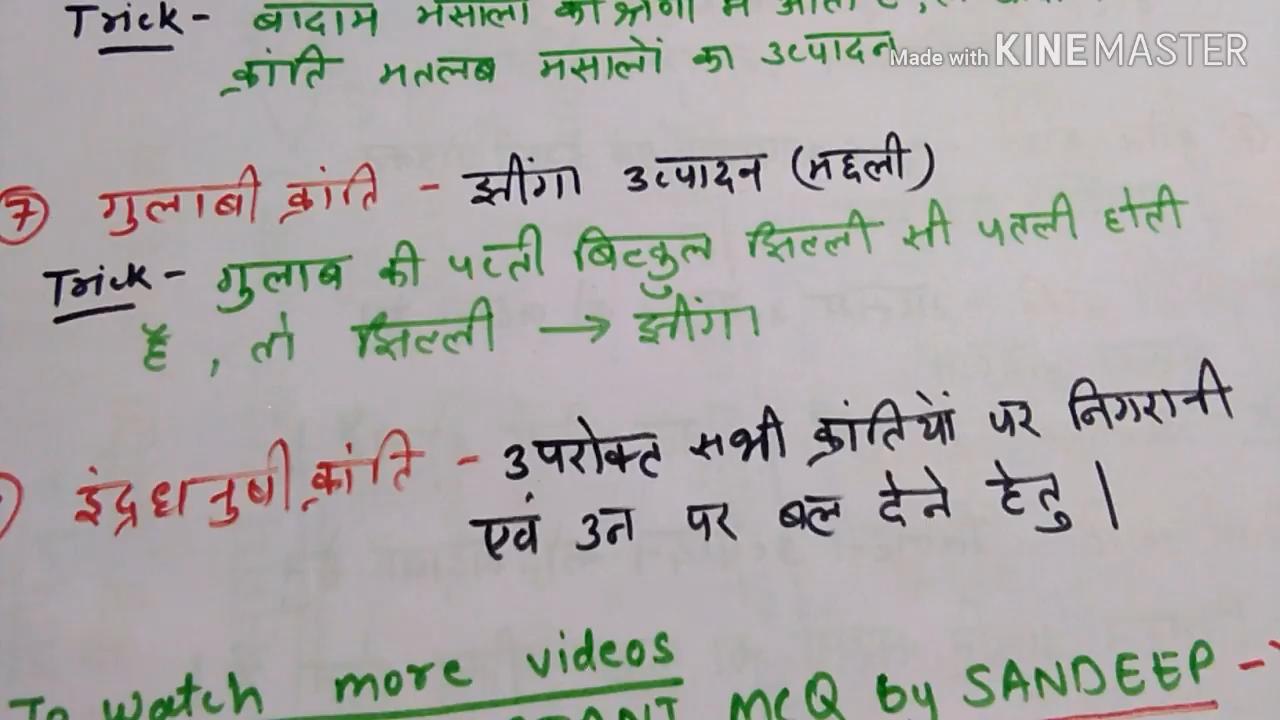 Trick - बादाम मसाला की श्रेणी में आता है,
क्रांति मतलब मसालों का उत्पादन
Made with KINEMASTER
7 गुलाबी क्रांति - झींगा उत्पादन (मछली)
Trick - गुलाब की पत्ती बिल्कुल झिल्ली सी पतली होती
है, तो झिल्ली → झींगा
इंद्रधनुषी क्रांति - उपरोक्त सभी क्रांतियों पर निगरानी
एवं उन पर बल देने हेतु।
To watch more videos
MCQ by SANDEEP -